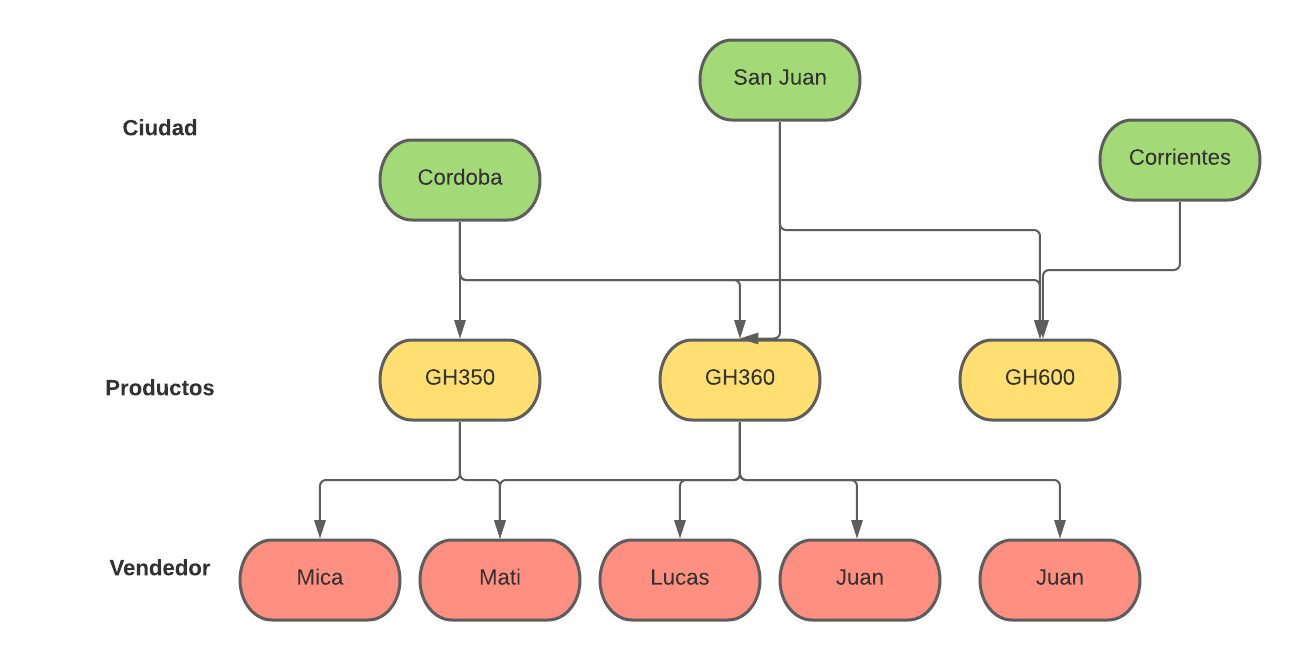 San Juan
Ciudad
Corrientes
Cordoba
Productos
GH350
GH360
GH600
Vendedor
Mica
Mati
Lucas
Juan
Juan